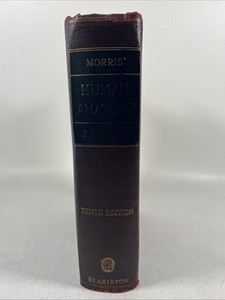 MORRIS'
HUMAN
TENTH EDITION
BLAKISTON